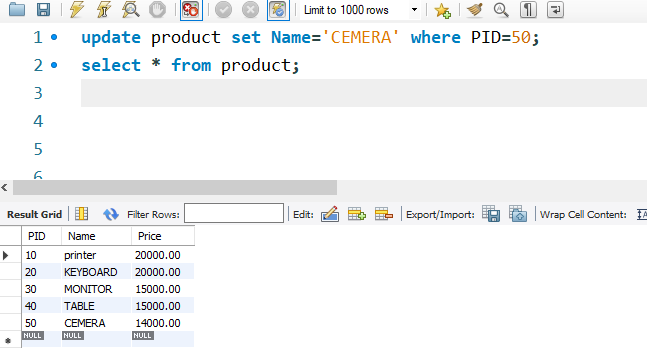 Limit to 1000 rows
1 update product set Name='CEMERA' where PID=50;
2 select * from product;
3
4
5
6
Result Grid Filter Rows: Edit: Export/Import: Wrap Cell Content:
PID Name Price
10 printer 20000.00
20 KEYBOARD 20000.00
30 MONITOR 15000.00
40 TABLE 15000.00
50 CEMERA 14000.00
NULL NULL NULL